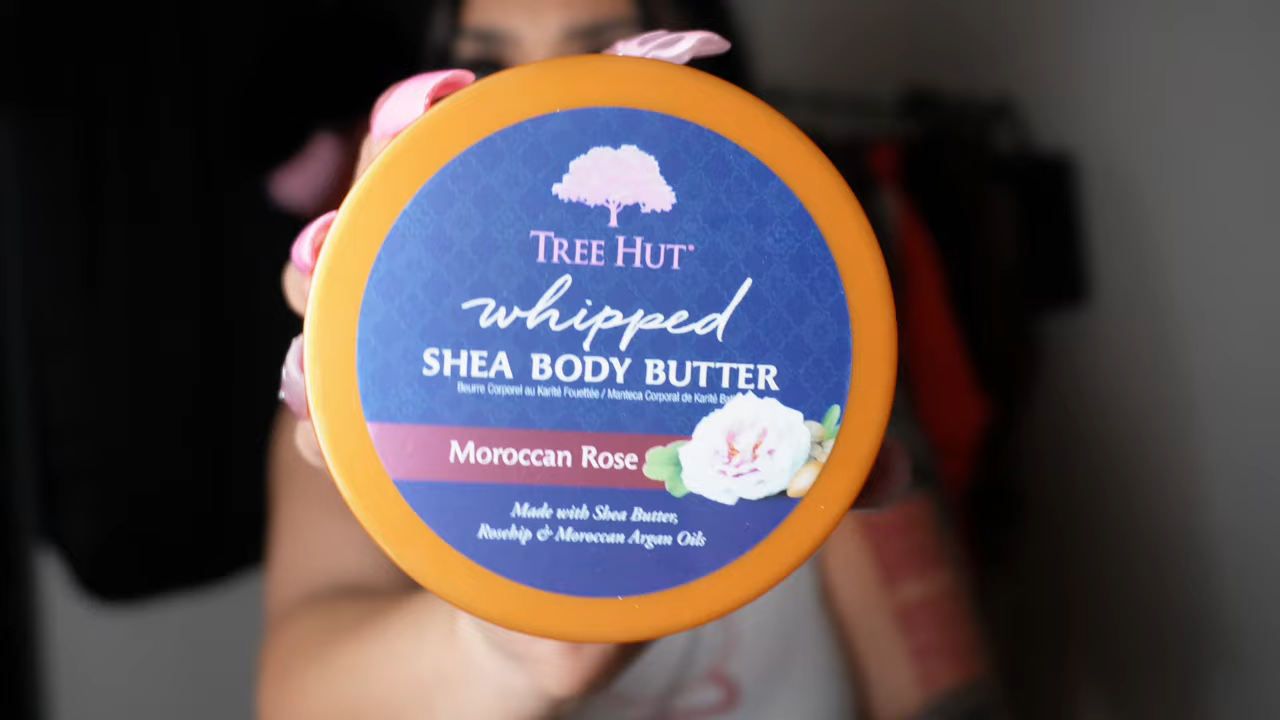 TREE HUT
whipped
SHEA BODY BUTTER
Beurre Corporel au Karité Fouettée / Manteca Corporal de Karité
Moroccan Rose
Made with Shea Butter,
Rosehip & Moroccan Argan Oils